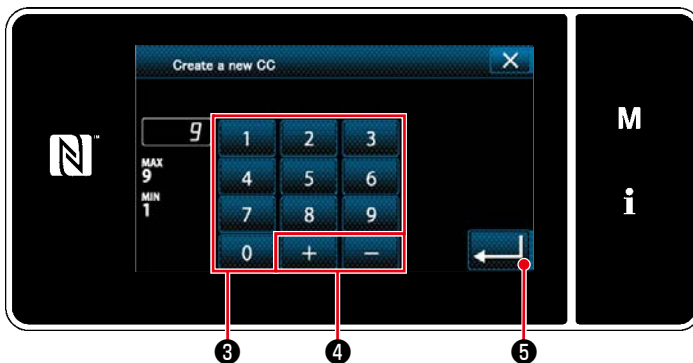 Create a new CC
9
MAX
9
MIN
1
1 2 3
4 5 6
7 8 9
0 + −
N™
M
i
❸ ❹ ❺